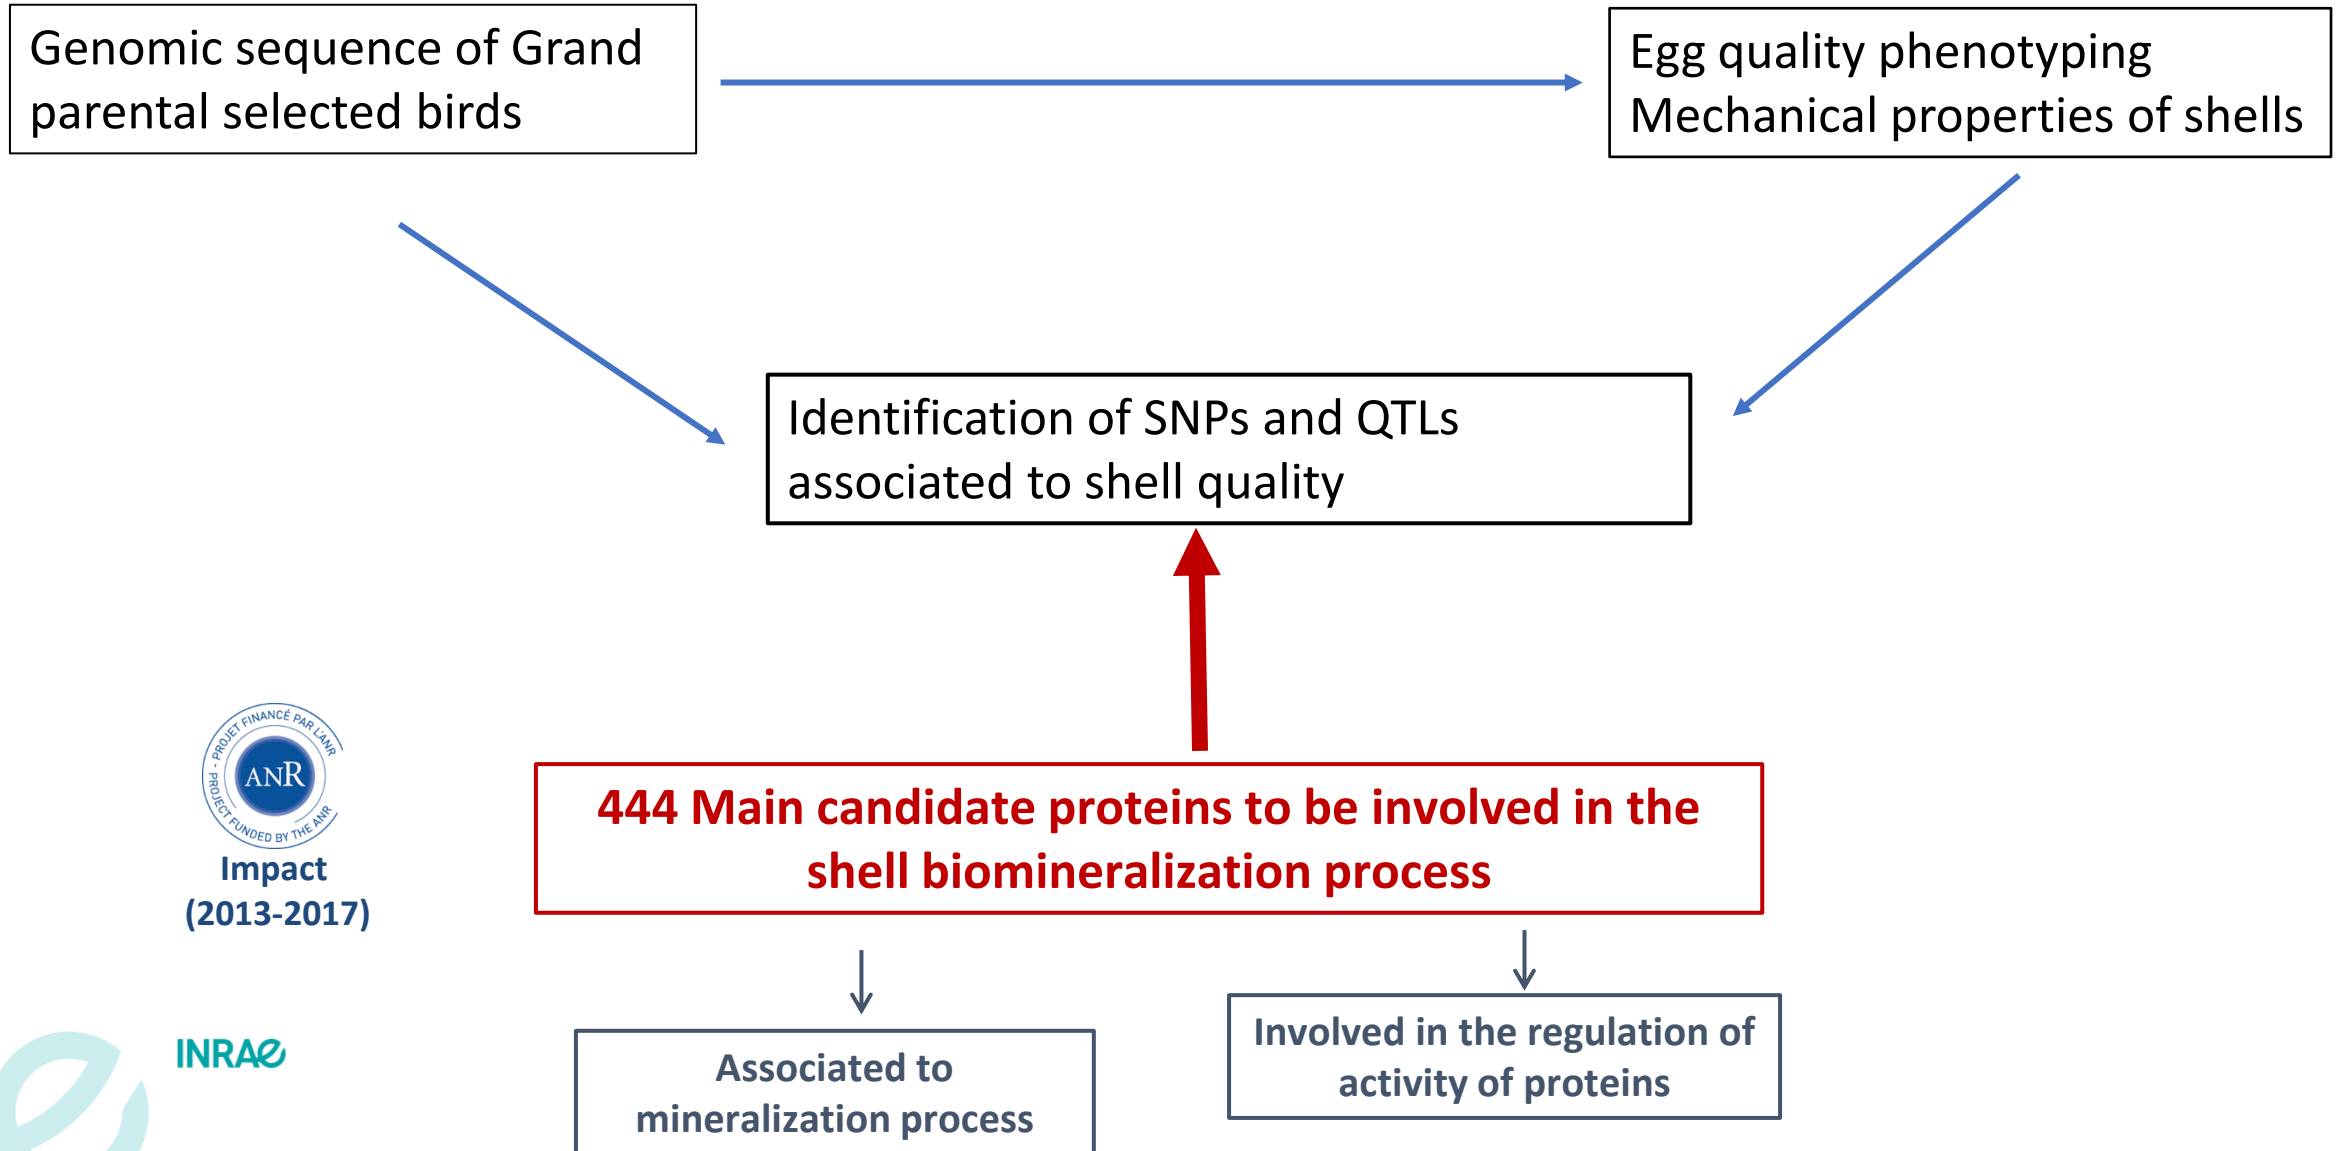 Genomic sequence of Grand
parental selected birds
Egg quality phenotyping
Mechanical properties of shells
Identification of SNPs and QTLs
associated to shell quality
PROJET FINANCÉ PAR L'ANR
PROJECT FUNDED BY THE ANR
ANR
Impact
(2013-2017)
444 Main candidate proteins to be involved in the
shell biomineralization process
Associated to
mineralization process
Involved in the regulation of
activity of proteins
INRAE